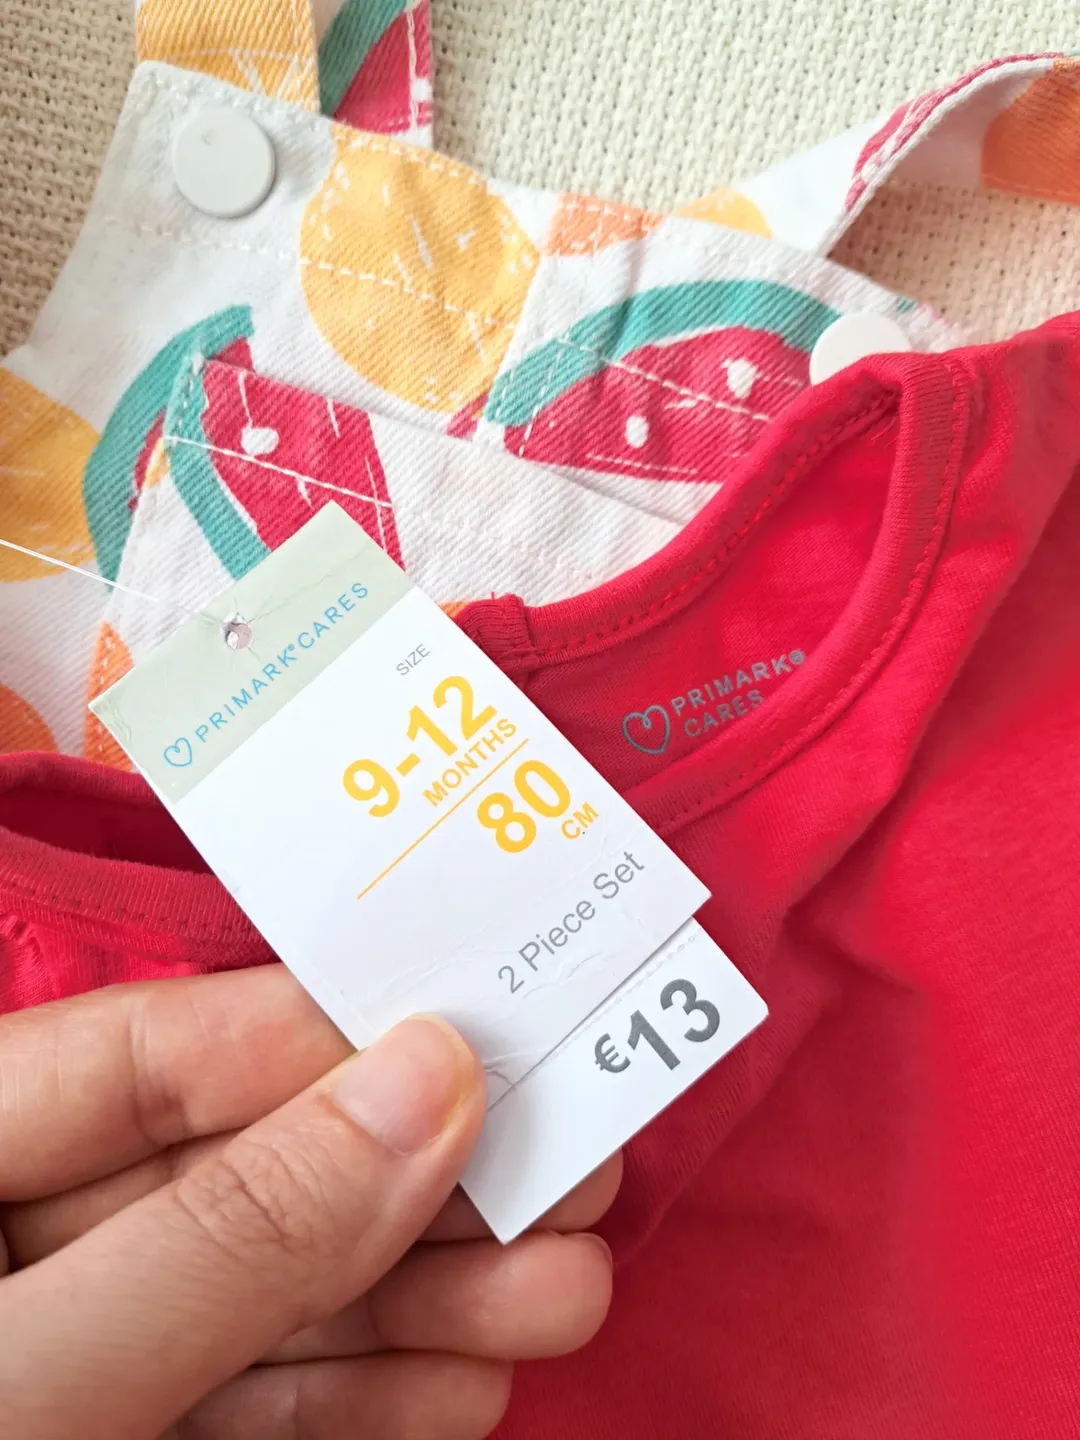 PRIMARK® CARES
SIZE
9-12
MONTHS
80
CM
2 Piece Set
€13
PRIMARK®
CARES